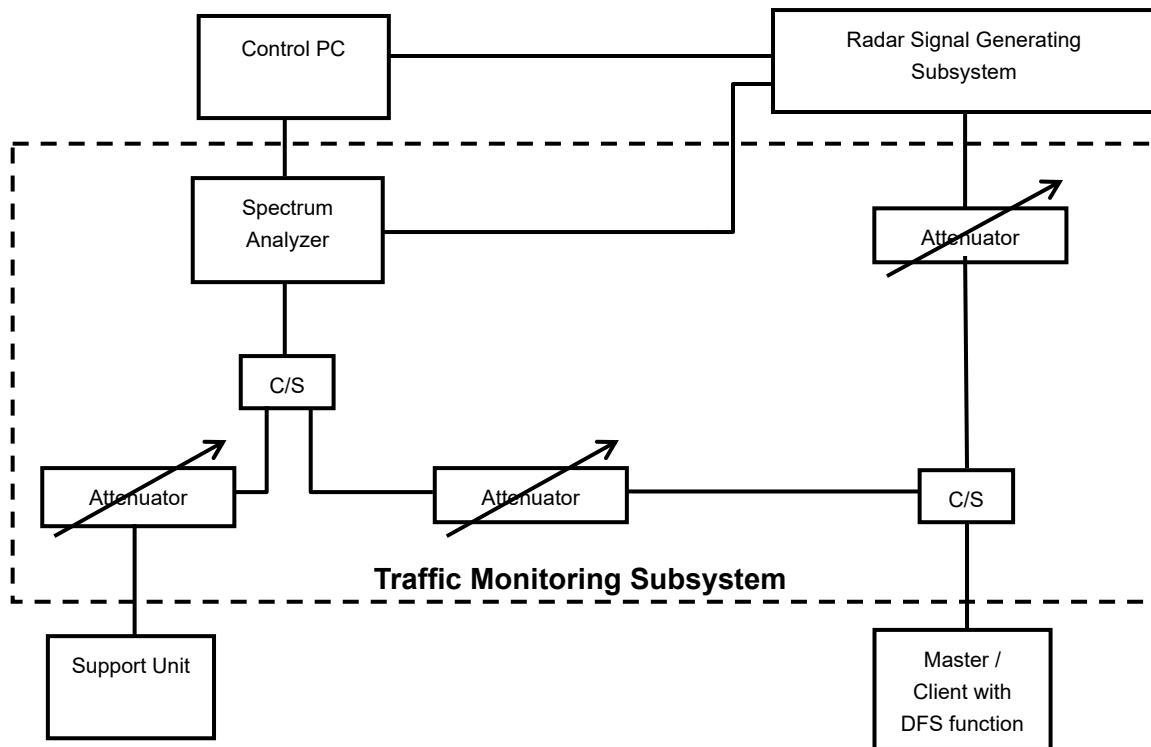 Control PC
Radar Signal Generating
Subsystem
Spectrum
Analyzer
Attenuator
C/S
Attenuator
Attenuator
C/S
Traffic Monitoring Subsystem
Support Unit
Master /
Client with
DFS function